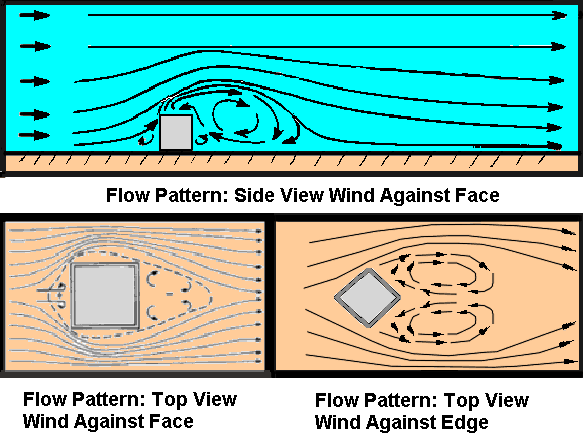 Flow Pattern: Side View Wind Against Face
Flow Pattern: Top View
Wind Against Face
Flow Pattern: Top View
Wind Against Edge